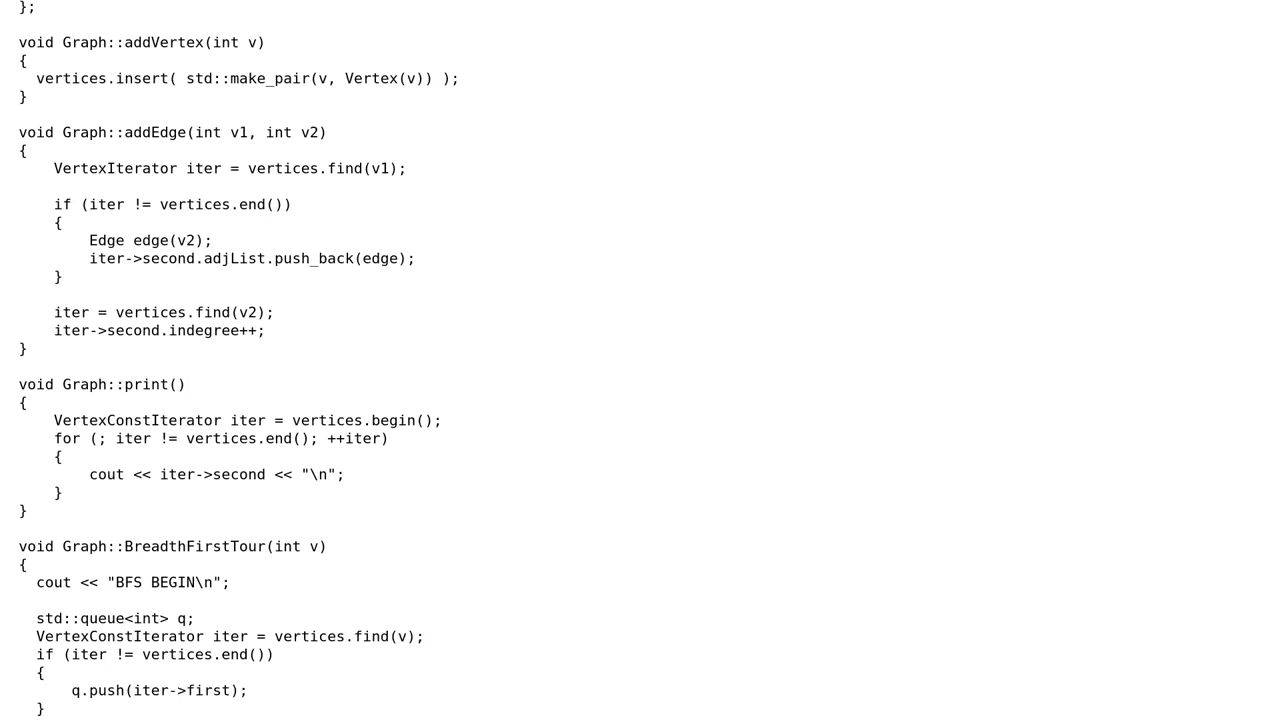 };

void Graph::addVertex(int v)
{
  vertices.insert( std::make_pair(v, Vertex(v)) );
}

void Graph::addEdge(int v1, int v2)
{
    VertexIterator iter = vertices.find(v1);

    if (iter != vertices.end())
    {
        Edge edge(v2);
        iter->second.adjList.push_back(edge);
    }

    iter = vertices.find(v2);
    iter->second.indegree++;
}

void Graph::print()
{
    VertexConstIterator iter = vertices.begin();
    for (; iter != vertices.end(); ++iter)
    {
        cout << iter->second << "\n";
    }
}

void Graph::BreadthFirstTour(int v)
{
  cout << "BFS BEGIN\n";

  std::queue<int> q;
  VertexConstIterator iter = vertices.find(v);
  if (iter != vertices.end())
  {
      q.push(iter->first);
  }